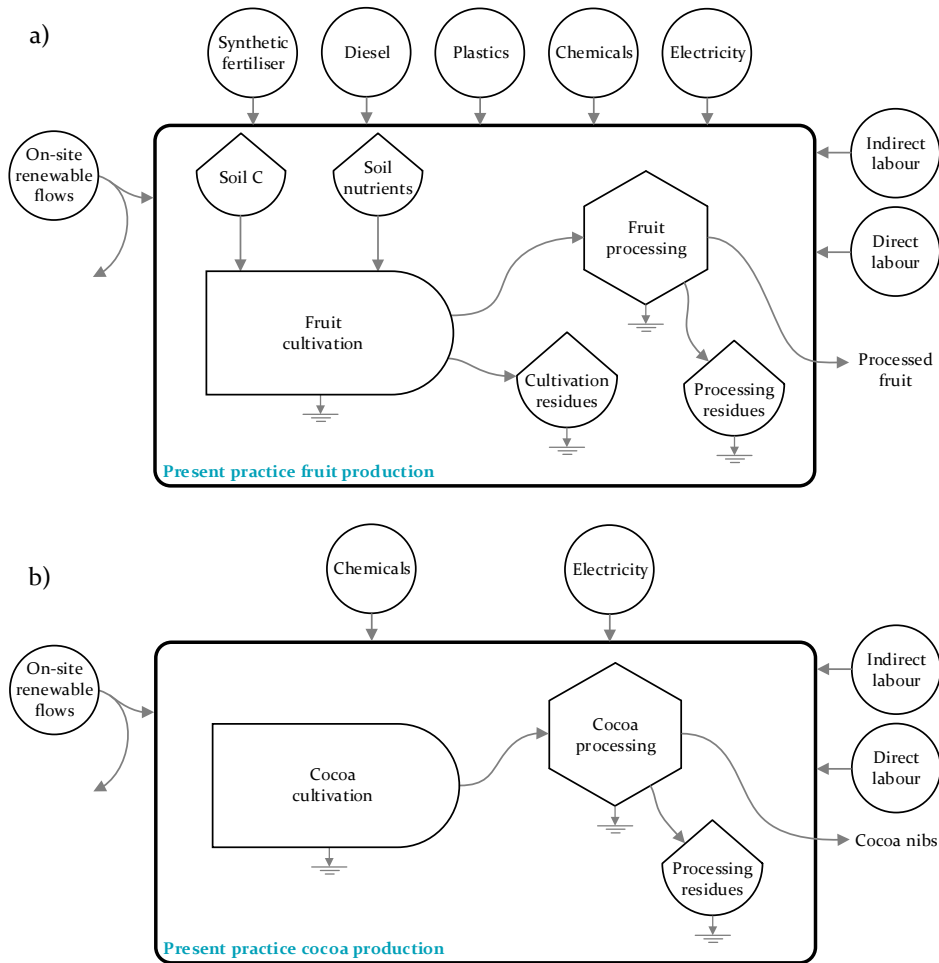 a)
Synthetic
fertiliser
Diesel
Plastics
Chemicals
Electricity
On-site
renewable
flows
Soil C
Soil
nutrients
Indirect
labour
Fruit
processing
Direct
labour
Fruit
cultivation
Cultivation
residues
Processing
residues
Processed
fruit
Present practice fruit production
b)
Chemicals
Electricity
On-site
renewable
flows
Indirect
labour
Cocoa
processing
Direct
labour
Cocoa
cultivation
Cocoa nibs
Processing
residues
Present practice cocoa production